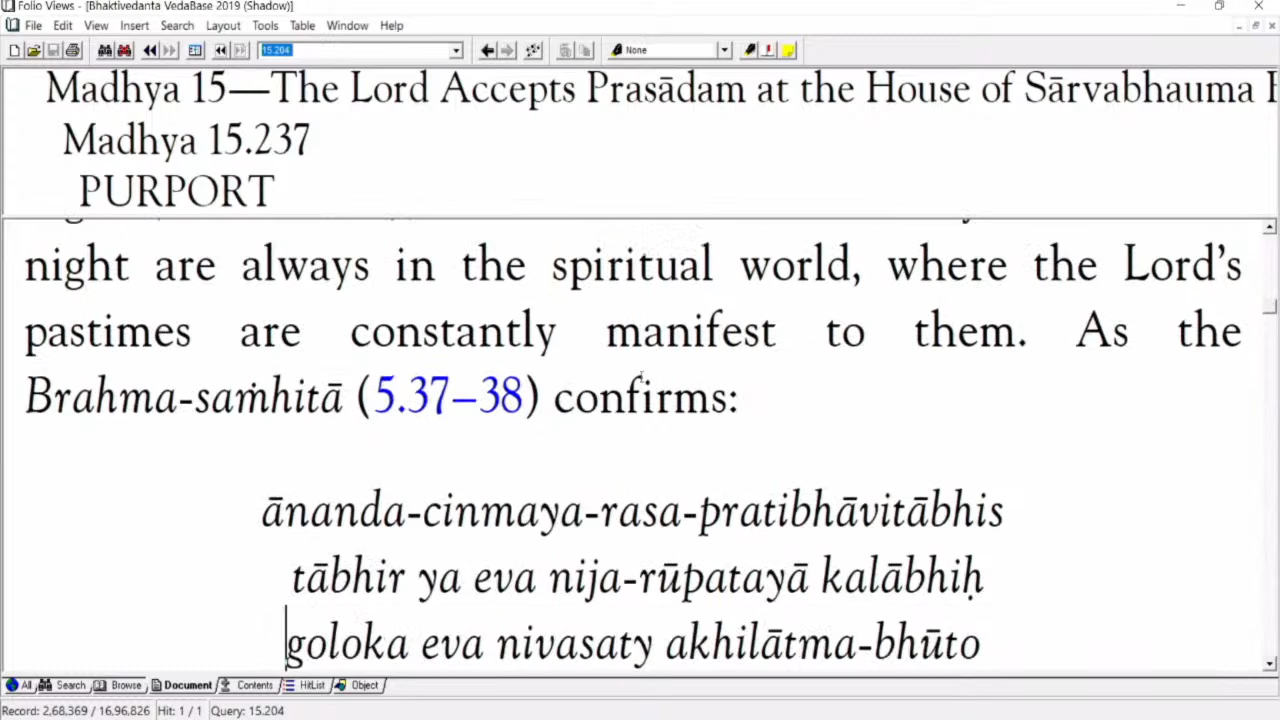 Folio Views - [Bhaktivedanta VedaBase 2019 (Shadow)]
File Edit View Insert Search Layout Tools Table Window Help
15.204 None
Madhya 15—The Lord Accepts Prasādam at the House of Sārvabhauma
Madhya 15.237
PURPORT
night are always in the spiritual world, where the Lord's
pastimes are constantly manifest to them. As the
Brahma-saṁhitā (5.37–38) confirms:
ānanda-cinmaya-rasa-pratibhāvitābhis
tābhir ya eva nija-rūpatayā kalābhiḥ
goloka eva nivasaty akhilātma-bhūto
All Search Browse Document Contents HitList Object
Record: 2,68,369 / 16,96,826 Hit: 1 / 1 Query: 15.204